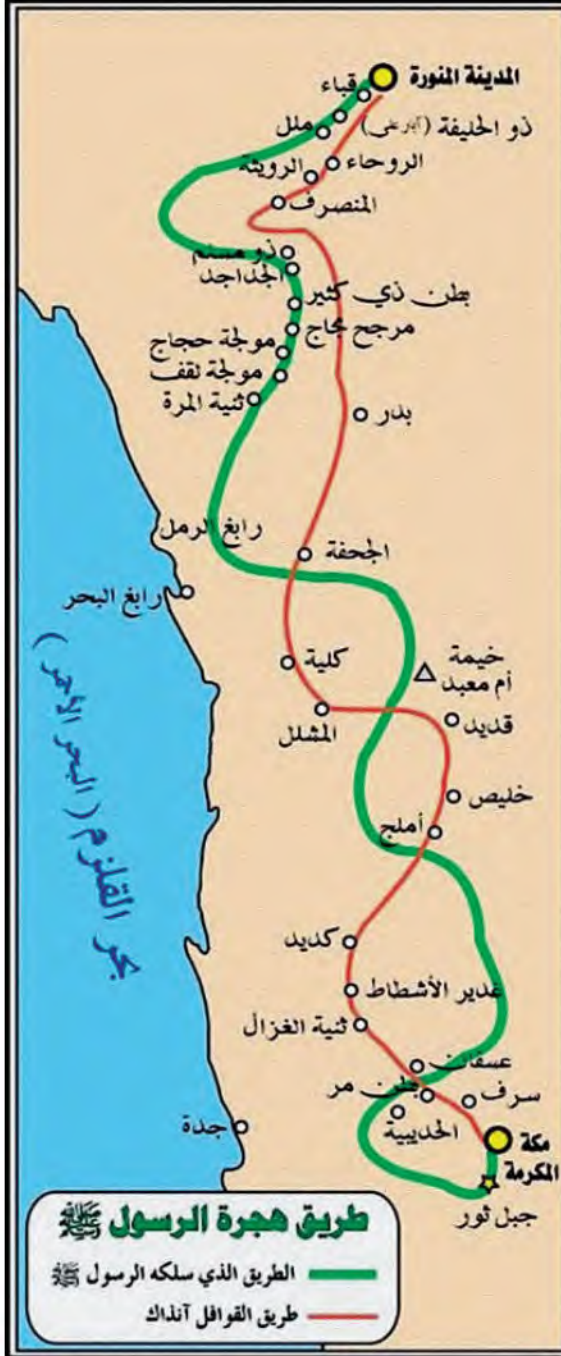 المدينة المنورة
قباء
ذو الحليفة (آبار علي)
ملل
الروحاء
الرويثة
المنصرف
ذو مسلم
الجداجد
بطن ذي كثير
مرجح مجاج
موجة حجاج
موجة لقف
ثنية المرة
بدر
رابغ الرمل
الجحفة
رابغ البحر
خيمة
أم معبد
كلية
قديد
المشلل
خليص
أملج
بحر القلزم (البحر الأحمر)
كديد
غدير الأشطاط
ثنية الغزال
عسفان
بطن مر
سرف
الحديبية
جدة
مكة
المكرمة
جبل ثور
طريق هجرة الرسول ﷺ
الطريق الذي سلكه الرسول ﷺ
طريق القوافل آنذاك